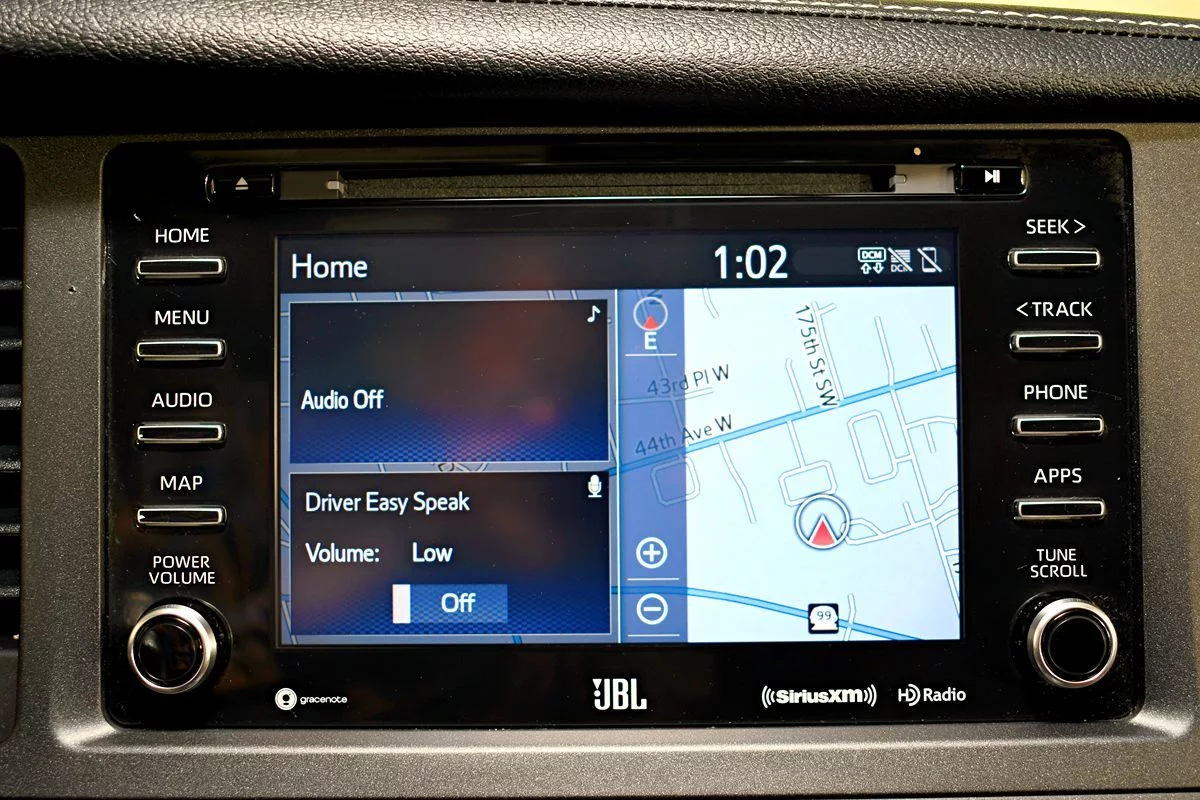 HOME
MENU
AUDIO
MAP
POWER
VOLUME
Home
1:02
DCM
DCM
Audio Off
Driver Easy Speak
Volume: Low
Off
E
175th St SW
43rd Pl W
44th Ave W
99
SEEK >
< TRACK
PHONE
APPS
TUNE
SCROLL
gracenote
JBL
((SiriusXM))
HD Radio